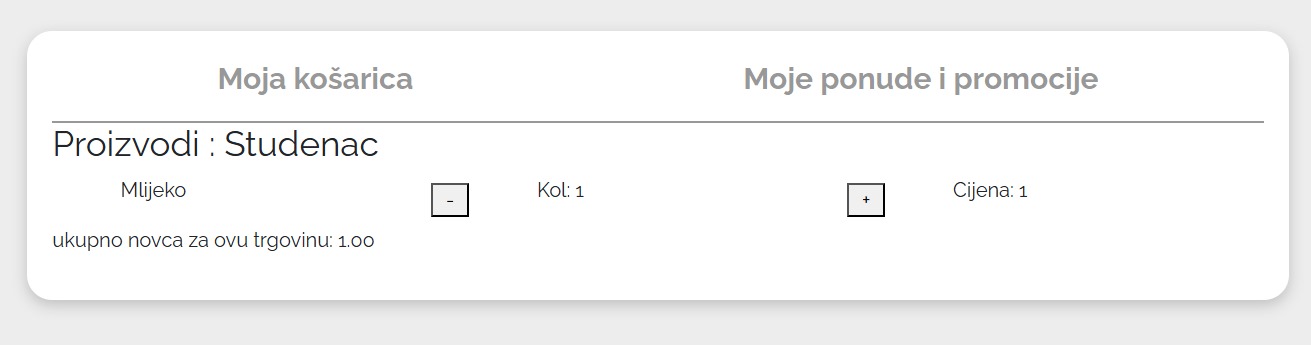 Moja košarica Moje ponude i promocije
Proizvodi : Studenac
Mlijeko - Kol: 1 + Cijena: 1
ukupno novca za ovu trgovinu: 1.00